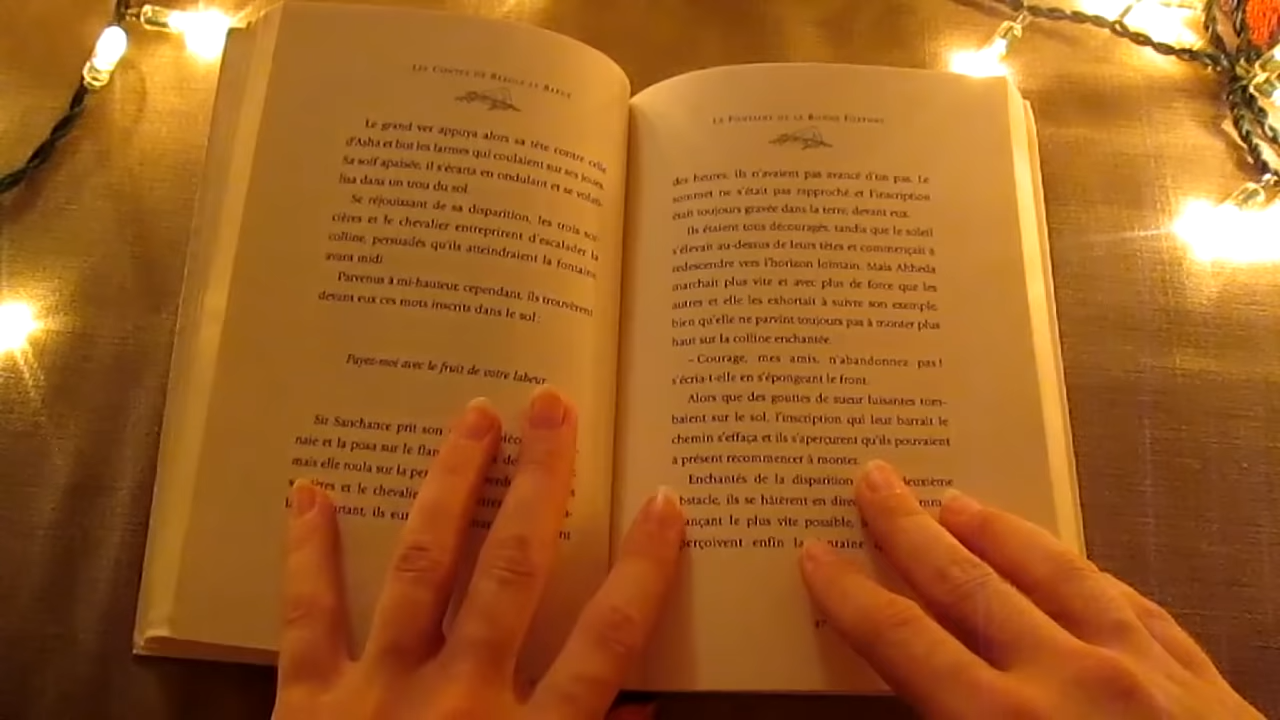 LES CONTES DE BEEDLE LE BARDE
Le grand ver appuya alors sa tête contre celle
d'Asha et but les larmes qui coulaient sur ses joues.
Sa soif apaisée, il s'écarta en ondulant et se volati-
lisa dans un trou du sol.
Se réjouissant de sa disparition, les trois sor-
cières et le chevalier entreprirent d'escalader la
colline, persuadés qu'ils atteindraient la fontaine
avant midi.
Parvenus à mi-hauteur, cependant, ils trouvèrent
devant eux ces mots inscrits dans le sol :
Payez-moi avec le fruit de votre labeur
Sir Sanchance prit son
naie et la posa sur le flan
mais elle roula sur la pe
et le chevalie
ils eu
LA FONTAINE DE LA BONNE FORTUNE
des heures, ils n'avaient pas avancé d'un pas. Le
sommet ne s'était pas rapproché et l'inscription
était toujours gravée dans la terre, devant eux.
Ils étaient tous découragés, tandis que le soleil
s'élevait au-dessus de leurs têtes et commençait à
redescendre vers l'horizon lointain. Mais Altheda
marchait plus vite et avec plus de force que les
autres et elle les exhortait à suivre son exemple,
bien qu'elle ne parvînt toujours pas à monter plus
haut sur la colline enchantée.
– Courage, mes amis, n'abandonnez pas !
s'écria-t-elle en s'épongeant le front.
Alors que des gouttes de sueur luisantes tom-
baient sur le sol, l'inscription qui leur barrait le
chemin s'effaça et ils s'aperçurent qu'ils pouvaient
à présent recommencer à monter.
Enchantés de la disparition deuxième
obstacle, ils se hâtèrent en direc
ançant le plus vite possible,
perçoivent enfin la
47